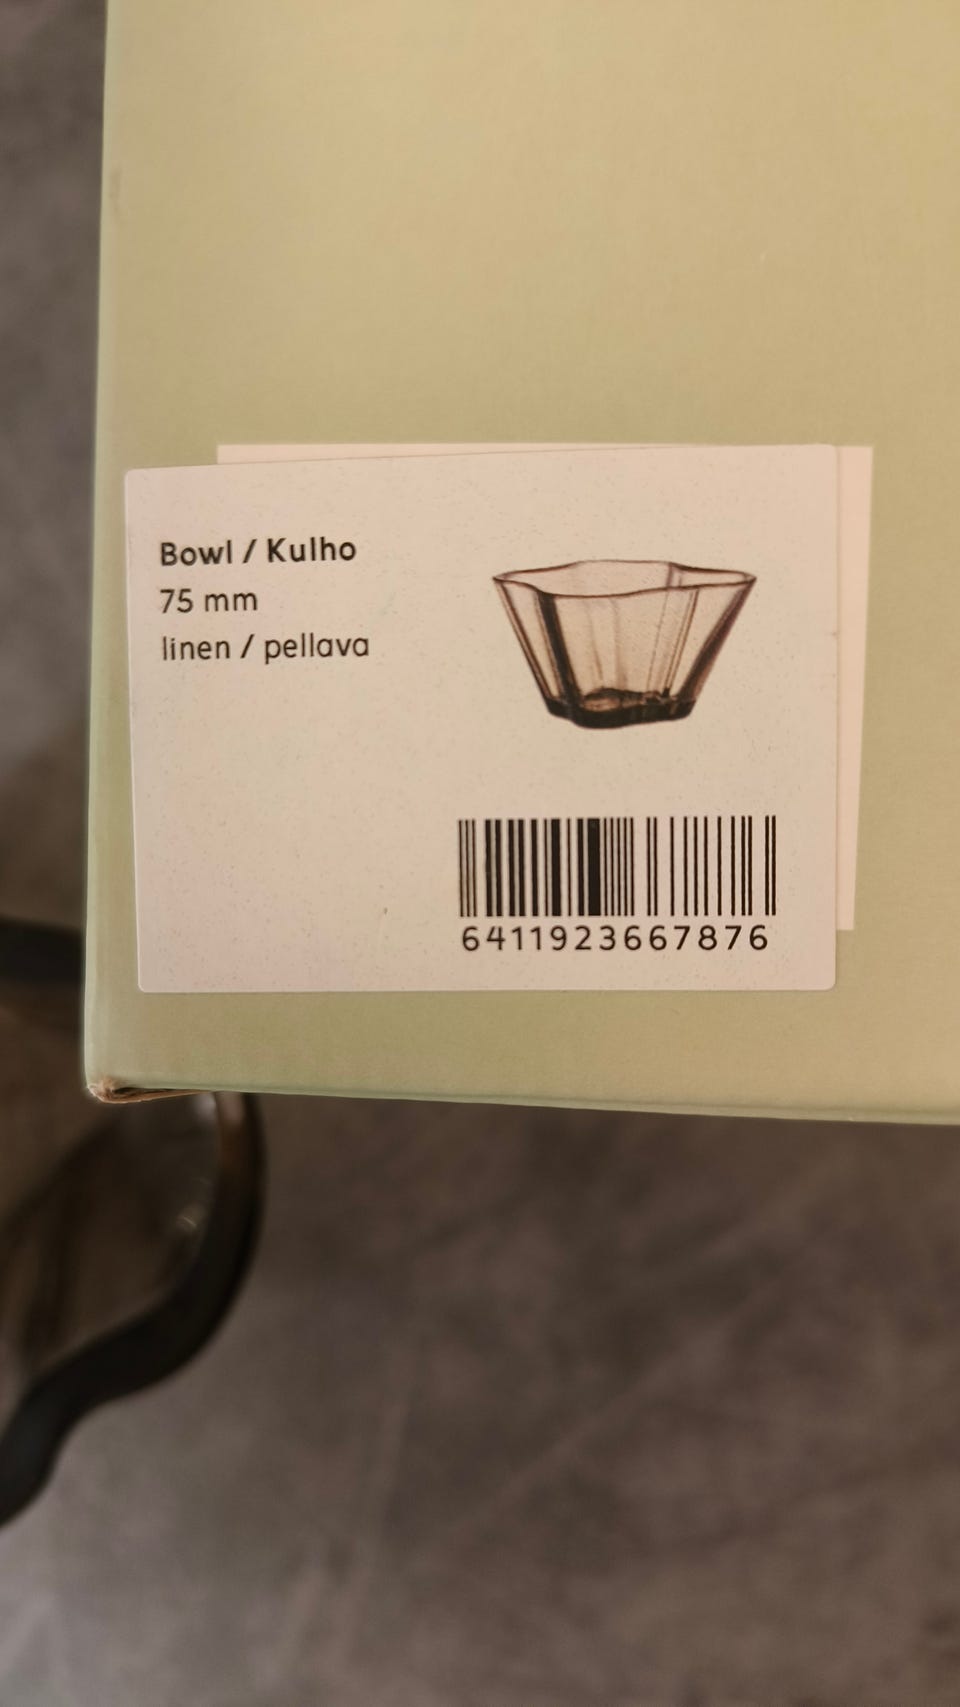 Bowl / Kulho
75 mm
linen / pellava
6411923667876